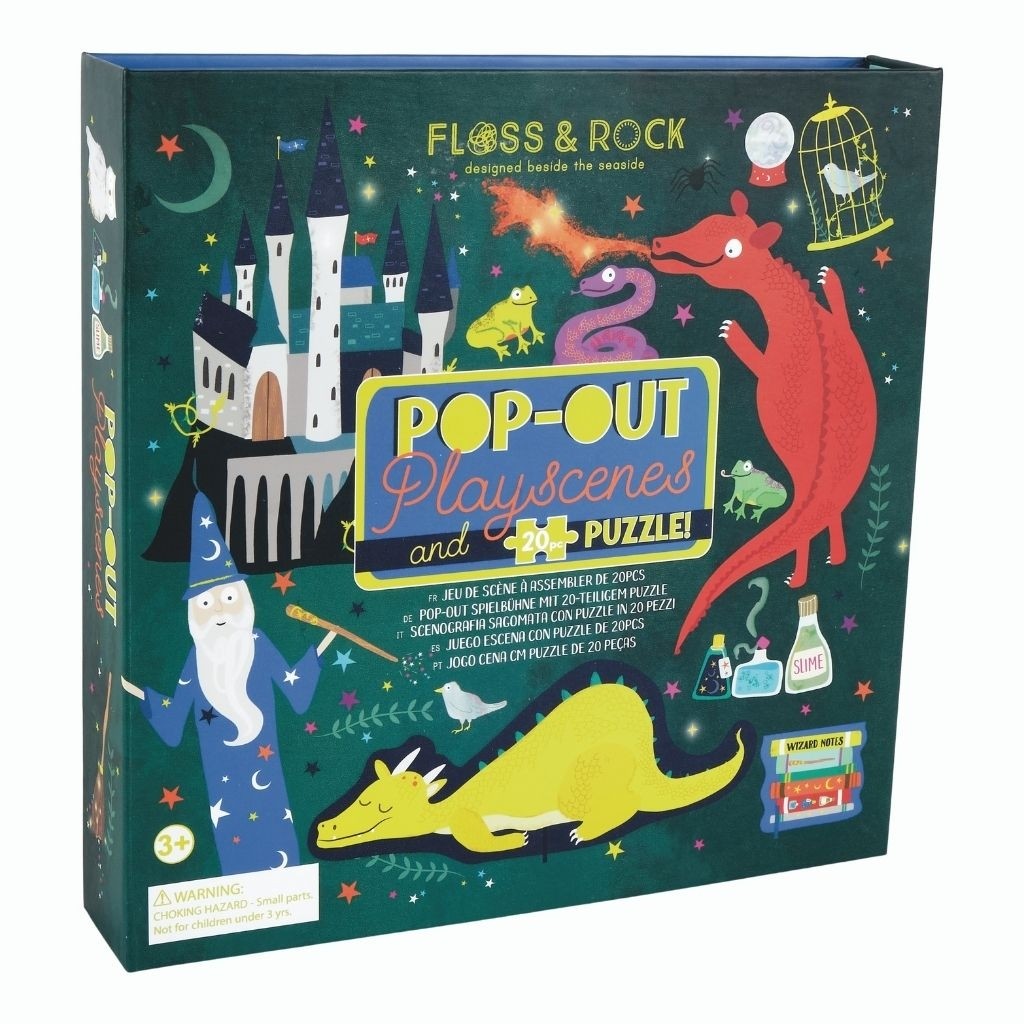 FLOSS & ROCK
designed beside the seaside
POP-OUT
Playscenes
and 20pc PUZZLE!
FR JEU DE SCÈNE À ASSEMBLER DE 20PCS
DE POP-OUT SPIELBÜHNE MIT 20-TEILIGEM PUZZLE
IT SCENOGRAFIA SAGOMATA CON PUZZLE IN 20 PEZZI
ES JUEGO ESCENA CON PUZZLE DE 20PCS
PT JOGO CENA CM PUZZLE DE 20 PEÇAS
SLIME
WIZARD NOTES
3+
WARNING:
CHOKING HAZARD - Small parts.
Not for children under 3 yrs.
SLIME
POP-OUT
Playscenes